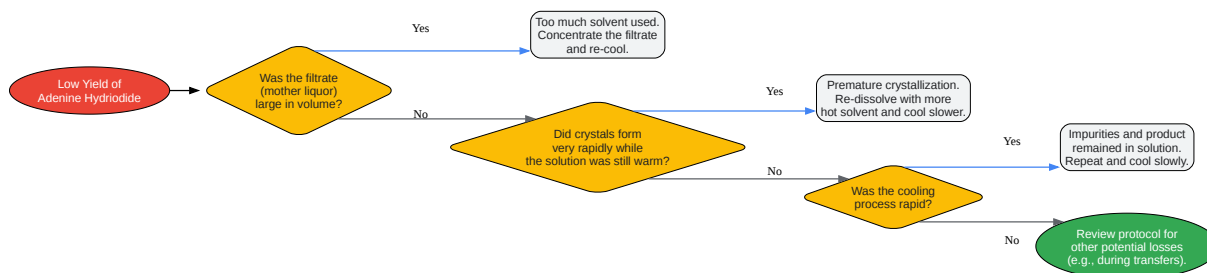 Low Yield of
Adenine Hydriodide
Was the filtrate
(mother liquor)
large in volume?
Yes
Too much solvent used.
Concentrate the filtrate
and re-cool.
No
Did crystals form
very rapidly while
the solution was still warm?
Yes
Premature crystallization.
Re-dissolve with more
hot solvent and cool slower.
No
Was the cooling
process rapid?
Yes
Impurities and product
remained in solution.
Repeat and cool slowly.
No
Review protocol for
other potential losses
(e.g., during transfers).